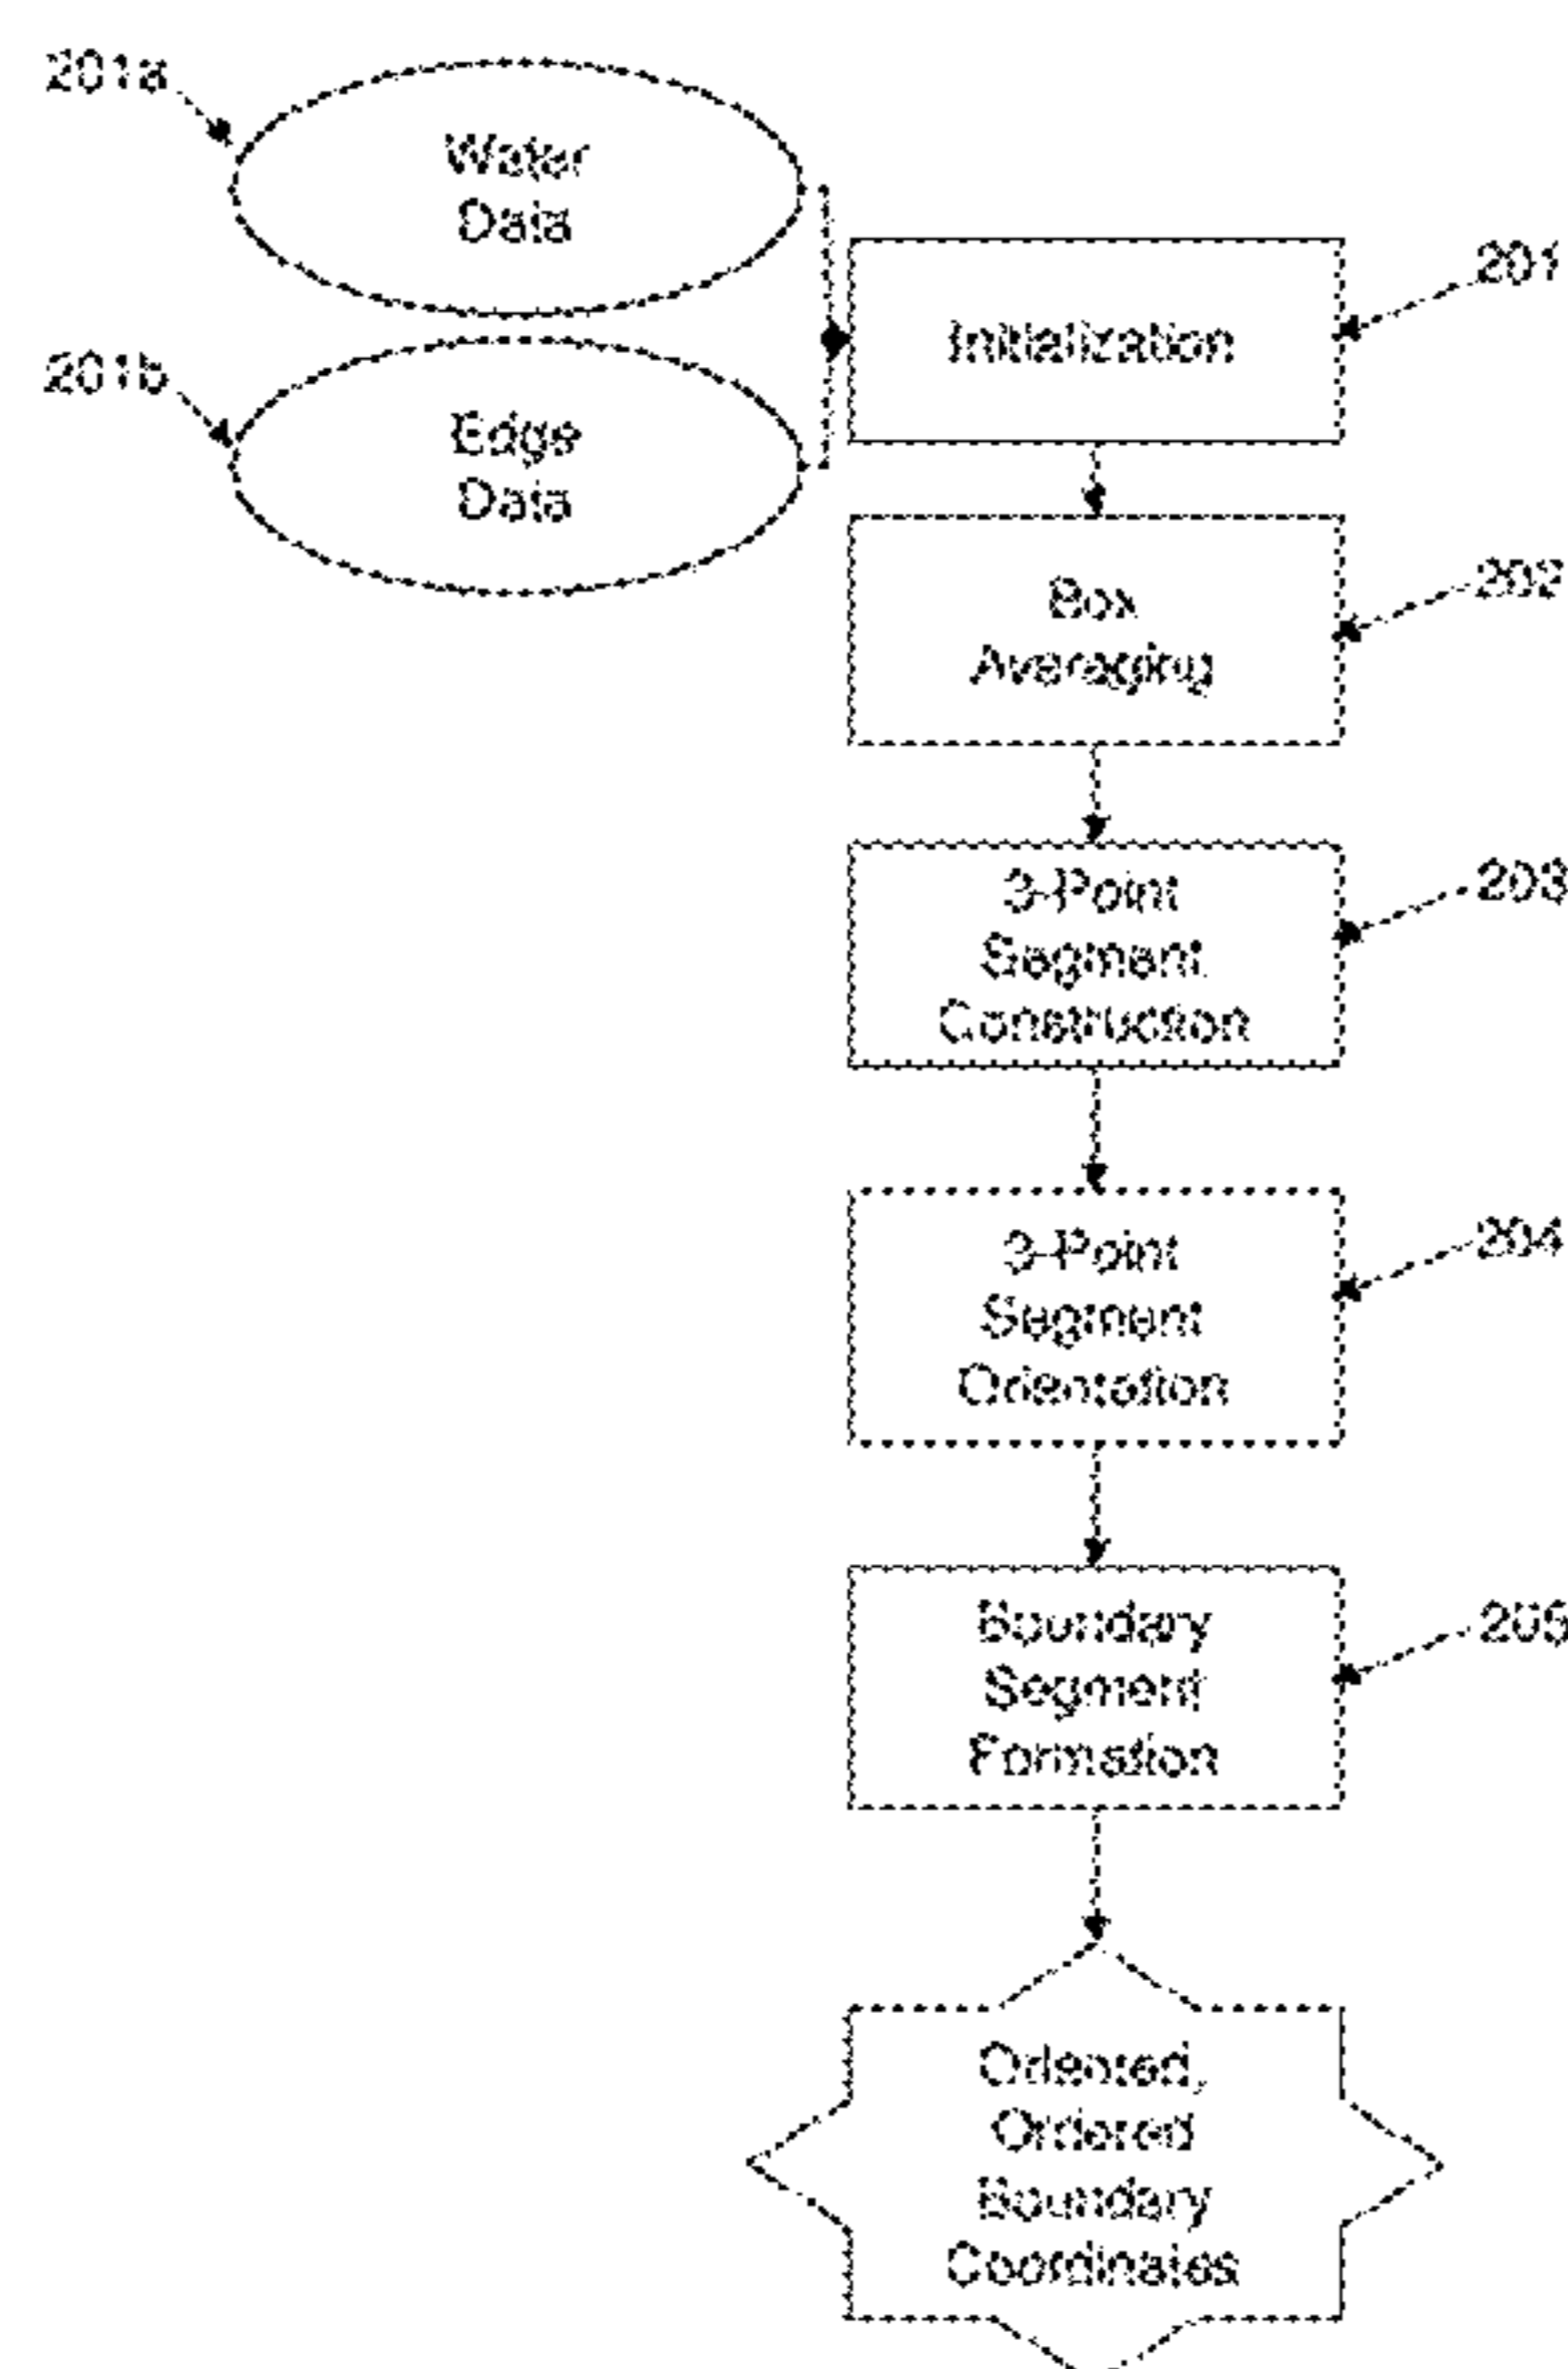 201a
Water
Data
201b
Edge
Data
201
Initialization
202
Box
Averaging
203
3-Point
Segment
Construction
204
3-Point
Segment
Orientation
205
Boundary
Segment
Formation
Oriented,
Ordered
Boundary
Coordinates